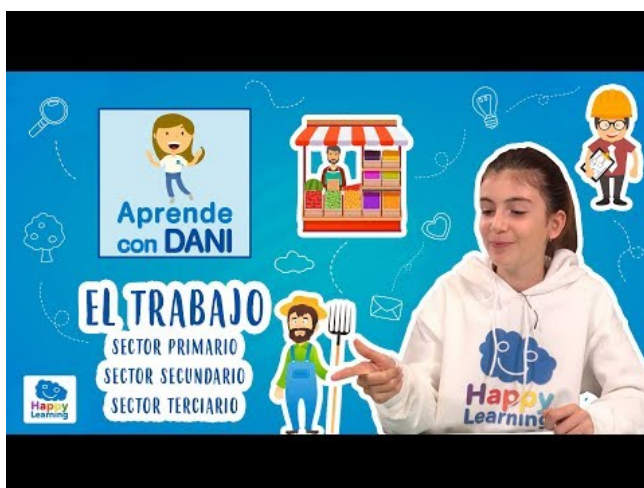 Aprende
con DANI
EL TRABAJO
SECTOR PRIMARIO
SECTOR SECUNDARIO
SECTOR TERCIARIO
Happy
Learning
Happy
Learning